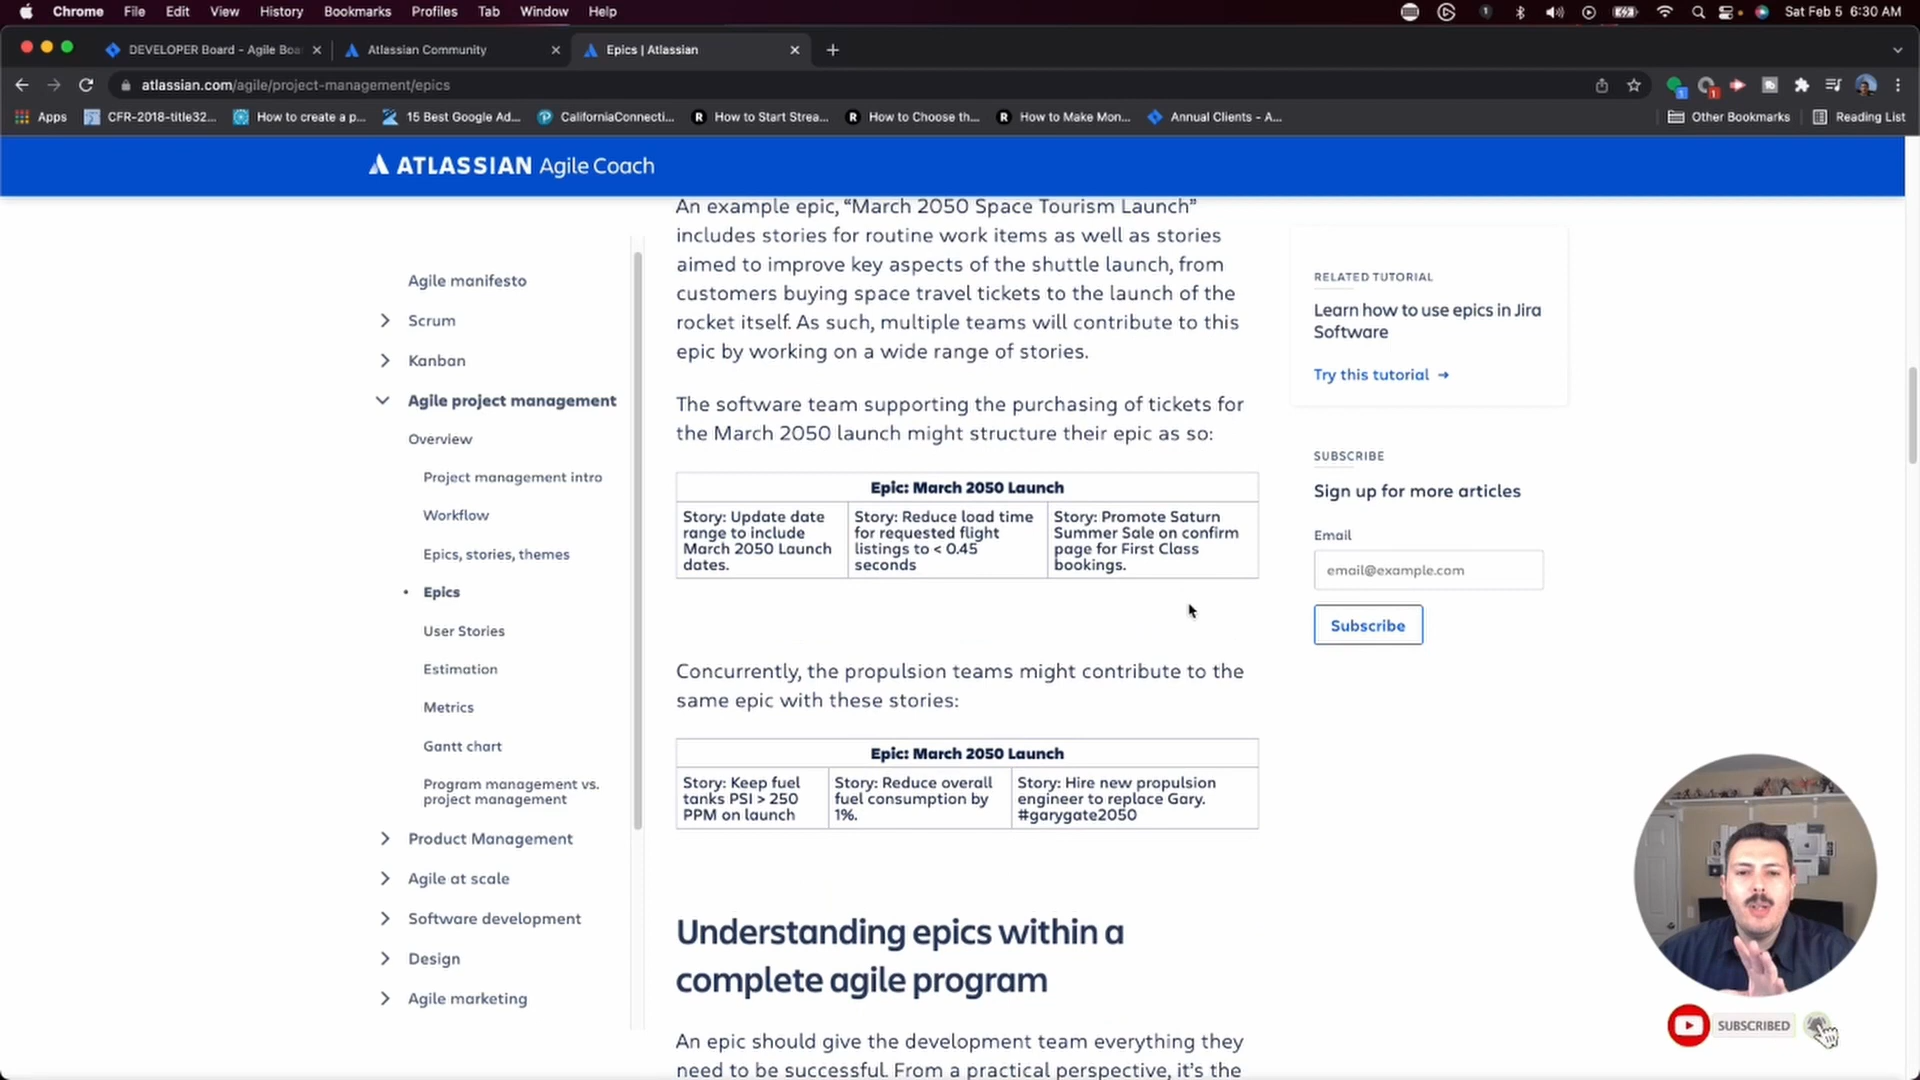 Chrome File Edit View History Bookmarks Profiles Tab Window Help
Sat Feb 5 6:30 AM
DEVELOPER Board - Agile Boa
Atlassian Community
Epics | Atlassian
atlassian.com/agile/project-management/epics
Apps
CFR-2018-title32...
How to create a p...
15 Best Google Ad...
CaliforniaConnecti...
How to Start Strea...
How to Choose th...
How to Make Mon...
Annual Clients - A...
Other Bookmarks
Reading List
ATLASSIAN Agile Coach
Agile manifesto
Scrum
Kanban
Agile project management
Overview
Project management intro
Workflow
Epics, stories, themes
Epics
User Stories
Estimation
Metrics
Gantt chart
Program management vs.
project management
Product Management
Agile at scale
Software development
Design
Agile marketing
An example epic, “March 2050 Space Tourism Launch”
includes stories for routine work items as well as stories
aimed to improve key aspects of the shuttle launch, from
customers buying space travel tickets to the launch of the
rocket itself. As such, multiple teams will contribute to this
epic by working on a wide range of stories.
The software team supporting the purchasing of tickets for
the March 2050 launch might structure their epic as so:
Epic: March 2050 Launch
Story: Update date
range to include
March 2050 Launch
dates.
Story: Reduce load time
for requested flight
listings to < 0.45
seconds
Story: Promote Saturn
Summer Sale on confirm
page for First Class
bookings.
Concurrently, the propulsion teams might contribute to the
same epic with these stories:
Epic: March 2050 Launch
Story: Keep fuel
tanks PSI > 250
PPM on launch
Story: Reduce overall
fuel consumption by
1%.
Story: Hire new propulsion
engineer to replace Gary.
#garygate2050
Understanding epics within a
complete agile program
An epic should give the development team everything they
need to be successful. From a practical perspective, it’s the
RELATED TUTORIAL
Learn how to use epics in Jira
Software
Try this tutorial →
SUBSCRIBE
Sign up for more articles
Email
email@example.com
Subscribe
SUBSCRIBED